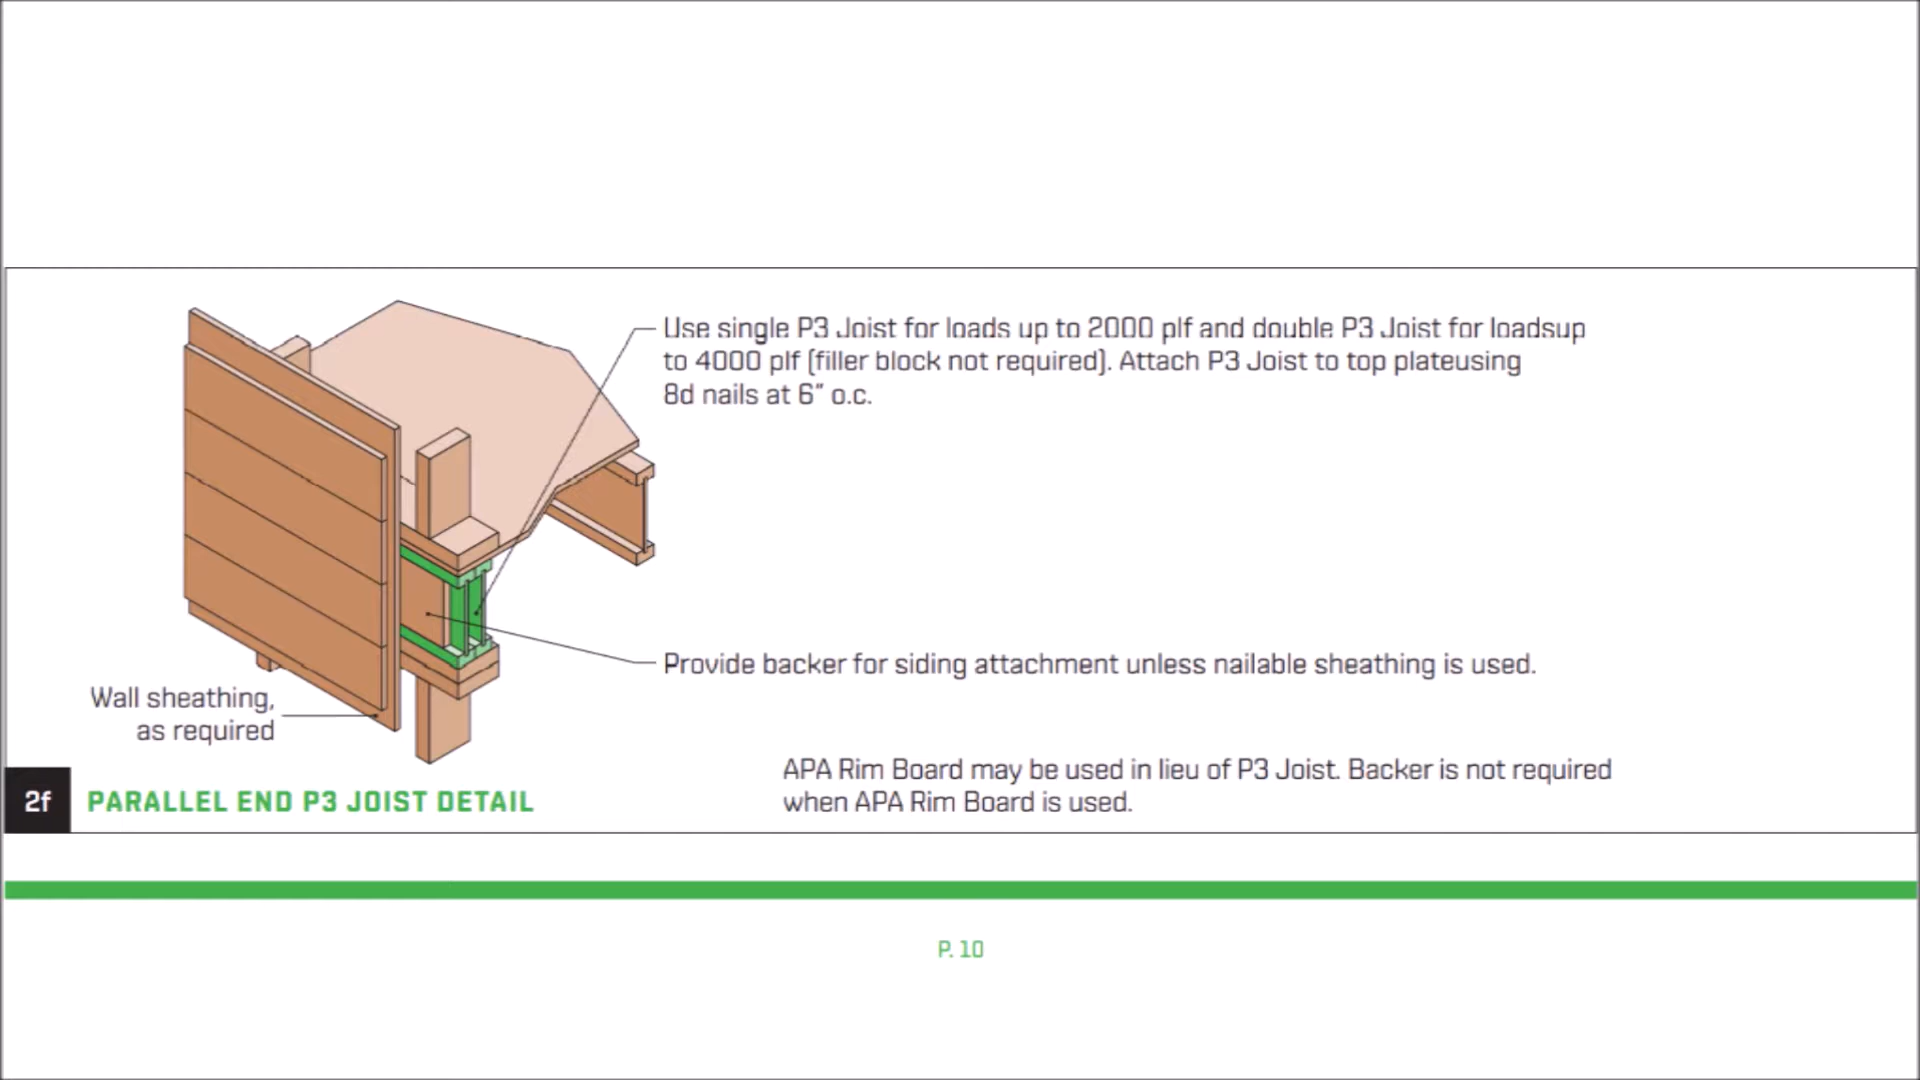 Use single P3 Joist for loads up to 2000 plf and double P3 Joist for loadsup
to 4000 plf (filler block not required). Attach P3 Joist to top plateusing
8d nails at 6" o.c.
Provide backer for siding attachment unless nailable sheathing is used.
Wall sheathing,
as required
APA Rim Board may be used in lieu of P3 Joist. Backer is not required
when APA Rim Board is used.
2f PARALLEL END P3 JOIST DETAIL
P. 10